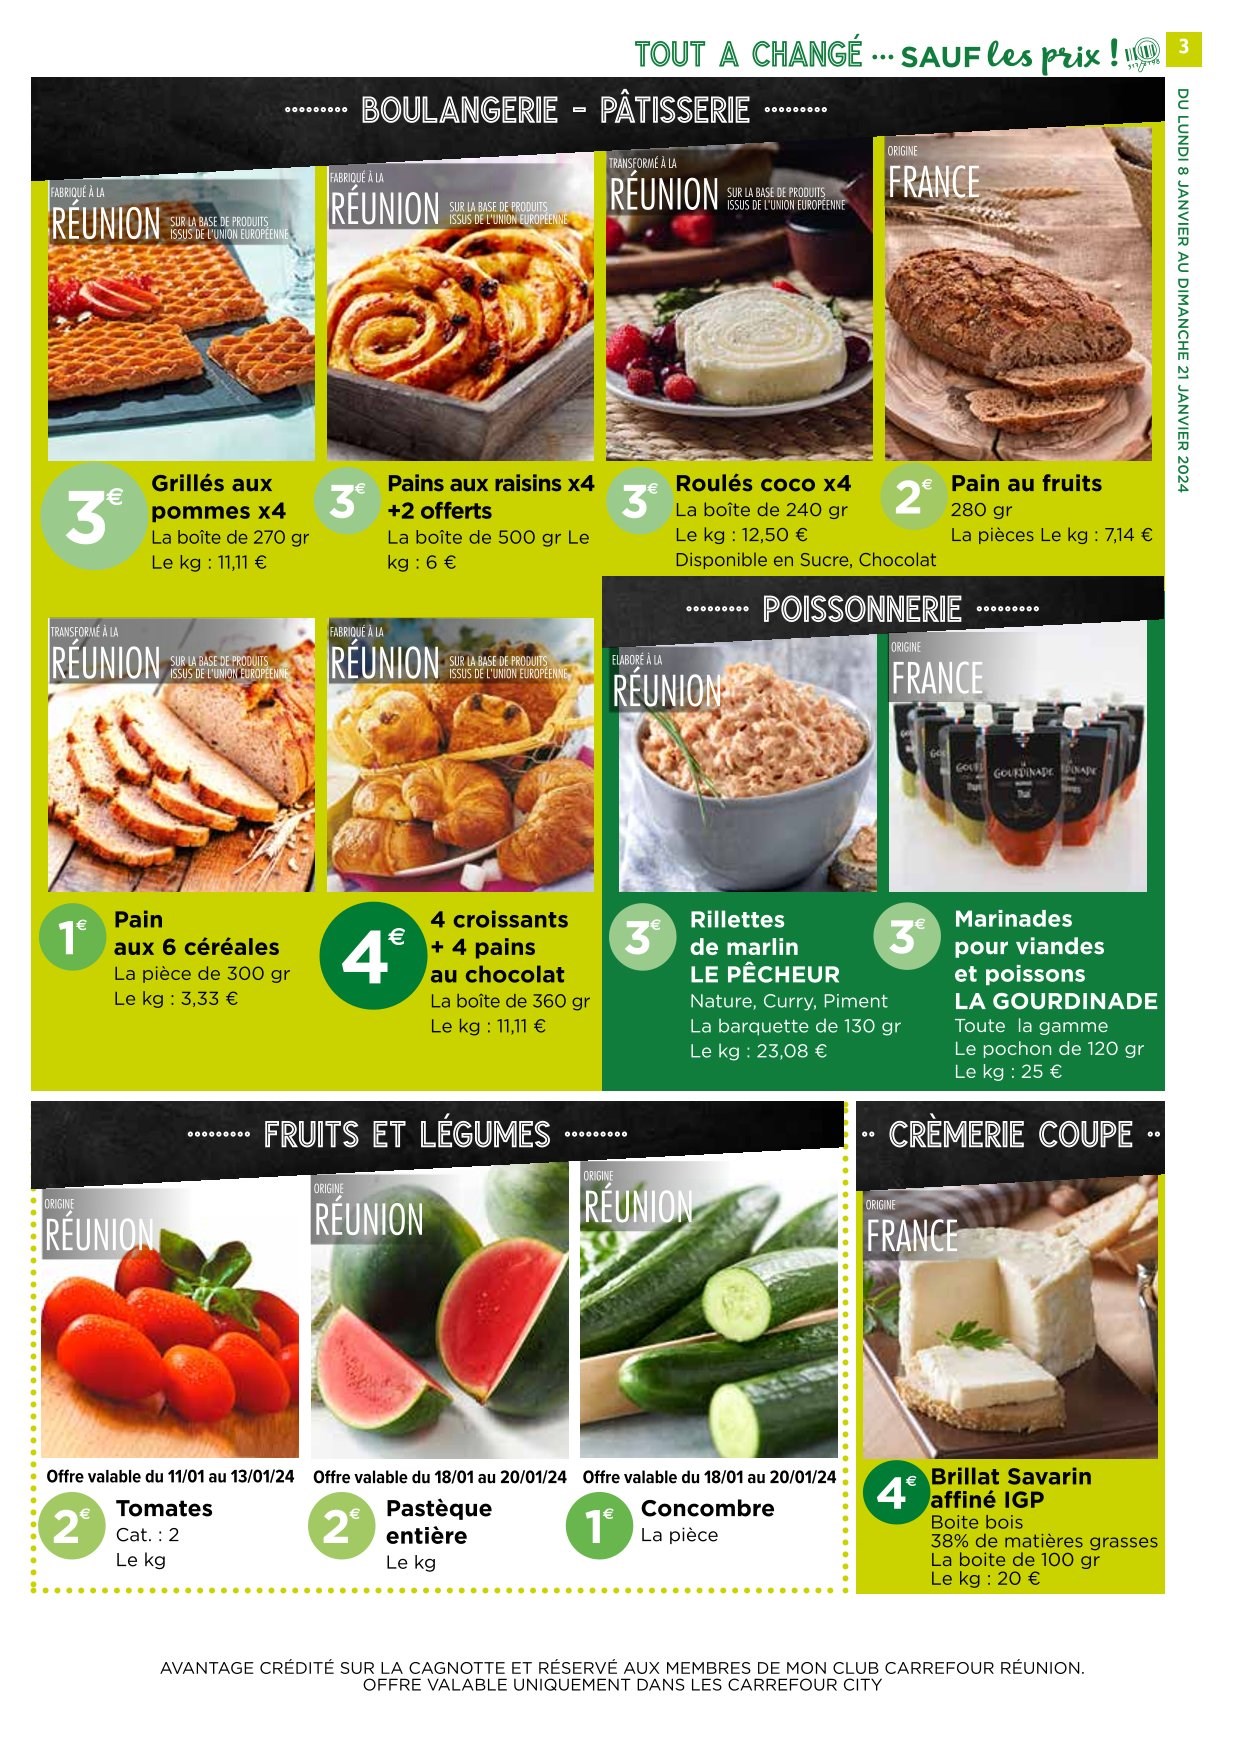 TOUT A CHANGÉ ... SAUF les prix !
3
DU LUNDI 8 JANVIER AU DIMANCHE 21 JANVIER 2024
BOULANGERIE - PÂTISSERIE
FABRIQUÉ À LA
RÉUNION
SUR LA BASE DE PRODUITS
ISSUS DE L'UNION EUROPÉENNE
FABRIQUÉ À LA
RÉUNION
SUR LA BASE DE PRODUITS
ISSUS DE L'UNION EUROPÉENNE
TRANSFORMÉ À LA
RÉUNION
SUR LA BASE DE PRODUITS
ISSUS DE L'UNION EUROPÉENNE
ORIGINE
FRANCE
3€
Grillés aux
pommes x4
La boîte de 270 gr
Le kg : 11,11 €
3€
Pains aux raisins x4
+2 offerts
La boîte de 500 gr Le
kg : 6 €
3€
Roulés coco x4
La boîte de 240 gr
Le kg : 12,50 €
Disponible en Sucre, Chocolat
2€
Pain au fruits
280 gr
La pièces Le kg : 7,14 €
TRANSFORMÉ À LA
RÉUNION
SUR LA BASE DE PRODUITS
ISSUS DE L'UNION EUROPÉENNE
FABRIQUÉ À LA
RÉUNION
SUR LA BASE DE PRODUITS
ISSUS DE L'UNION EUROPÉENNE
1€
Pain
aux 6 céréales
La pièce de 300 gr
Le kg : 3,33 €
4€
4 croissants
+ 4 pains
au chocolat
La boîte de 360 gr
Le kg : 11,11 €
POISSONNERIE
ELABORÉ À LA
RÉUNION
ORIGINE
FRANCE
LA
GOURDINADE
Thaï
3€
Rillettes
de marlin
LE PÊCHEUR
Nature, Curry, Piment
La barquette de 130 gr
Le kg : 23,08 €
3€
Marinades
pour viandes
et poissons
LA GOURDINADE
Toute la gamme
Le pochon de 120 gr
Le kg : 25 €
FRUITS ET LÉGUMES
ORIGINE
RÉUNION
ORIGINE
RÉUNION
ORIGINE
RÉUNION
Offre valable du 11/01 au 13/01/24
2€
Tomates
Cat. : 2
Le kg
Offre valable du 18/01 au 20/01/24
2€
Pastèque
entière
Le kg
Offre valable du 18/01 au 20/01/24
1€
Concombre
La pièce
CRÈMERIE COUPE
ORIGINE
FRANCE
4€
Brillat Savarin
affiné IGP
Boite bois
38% de matières grasses
La boite de 100 gr
Le kg : 20 €
AVANTAGE CRÉDITÉ SUR LA CAGNOTTE ET RÉSERVÉ AUX MEMBRES DE MON CLUB CARREFOUR RÉUNION.
OFFRE VALABLE UNIQUEMENT DANS LES CARREFOUR CITY